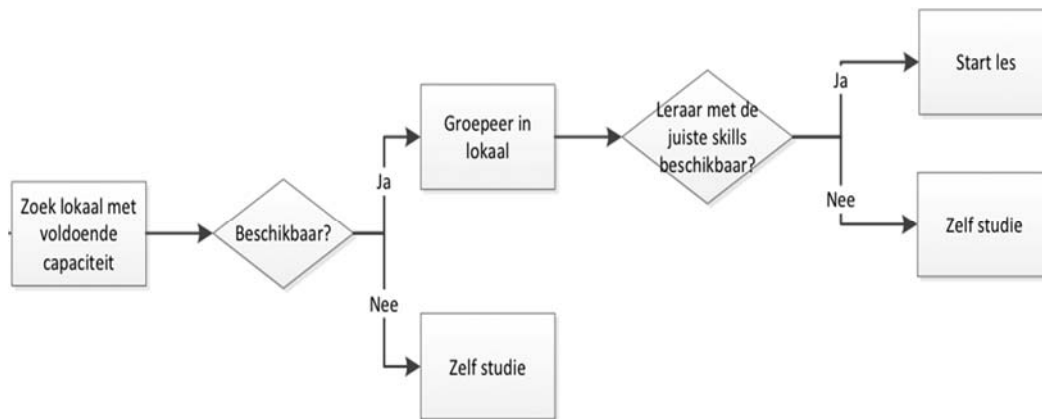 Zoek lokaal met
voldoende
capaciteit
Beschikbaar?
Ja
Nee
Groepeer in
lokaal
Zelf studie
Leraar met de
juiste skills
beschikbaar?
Ja
Nee
Start les
Zelf studie